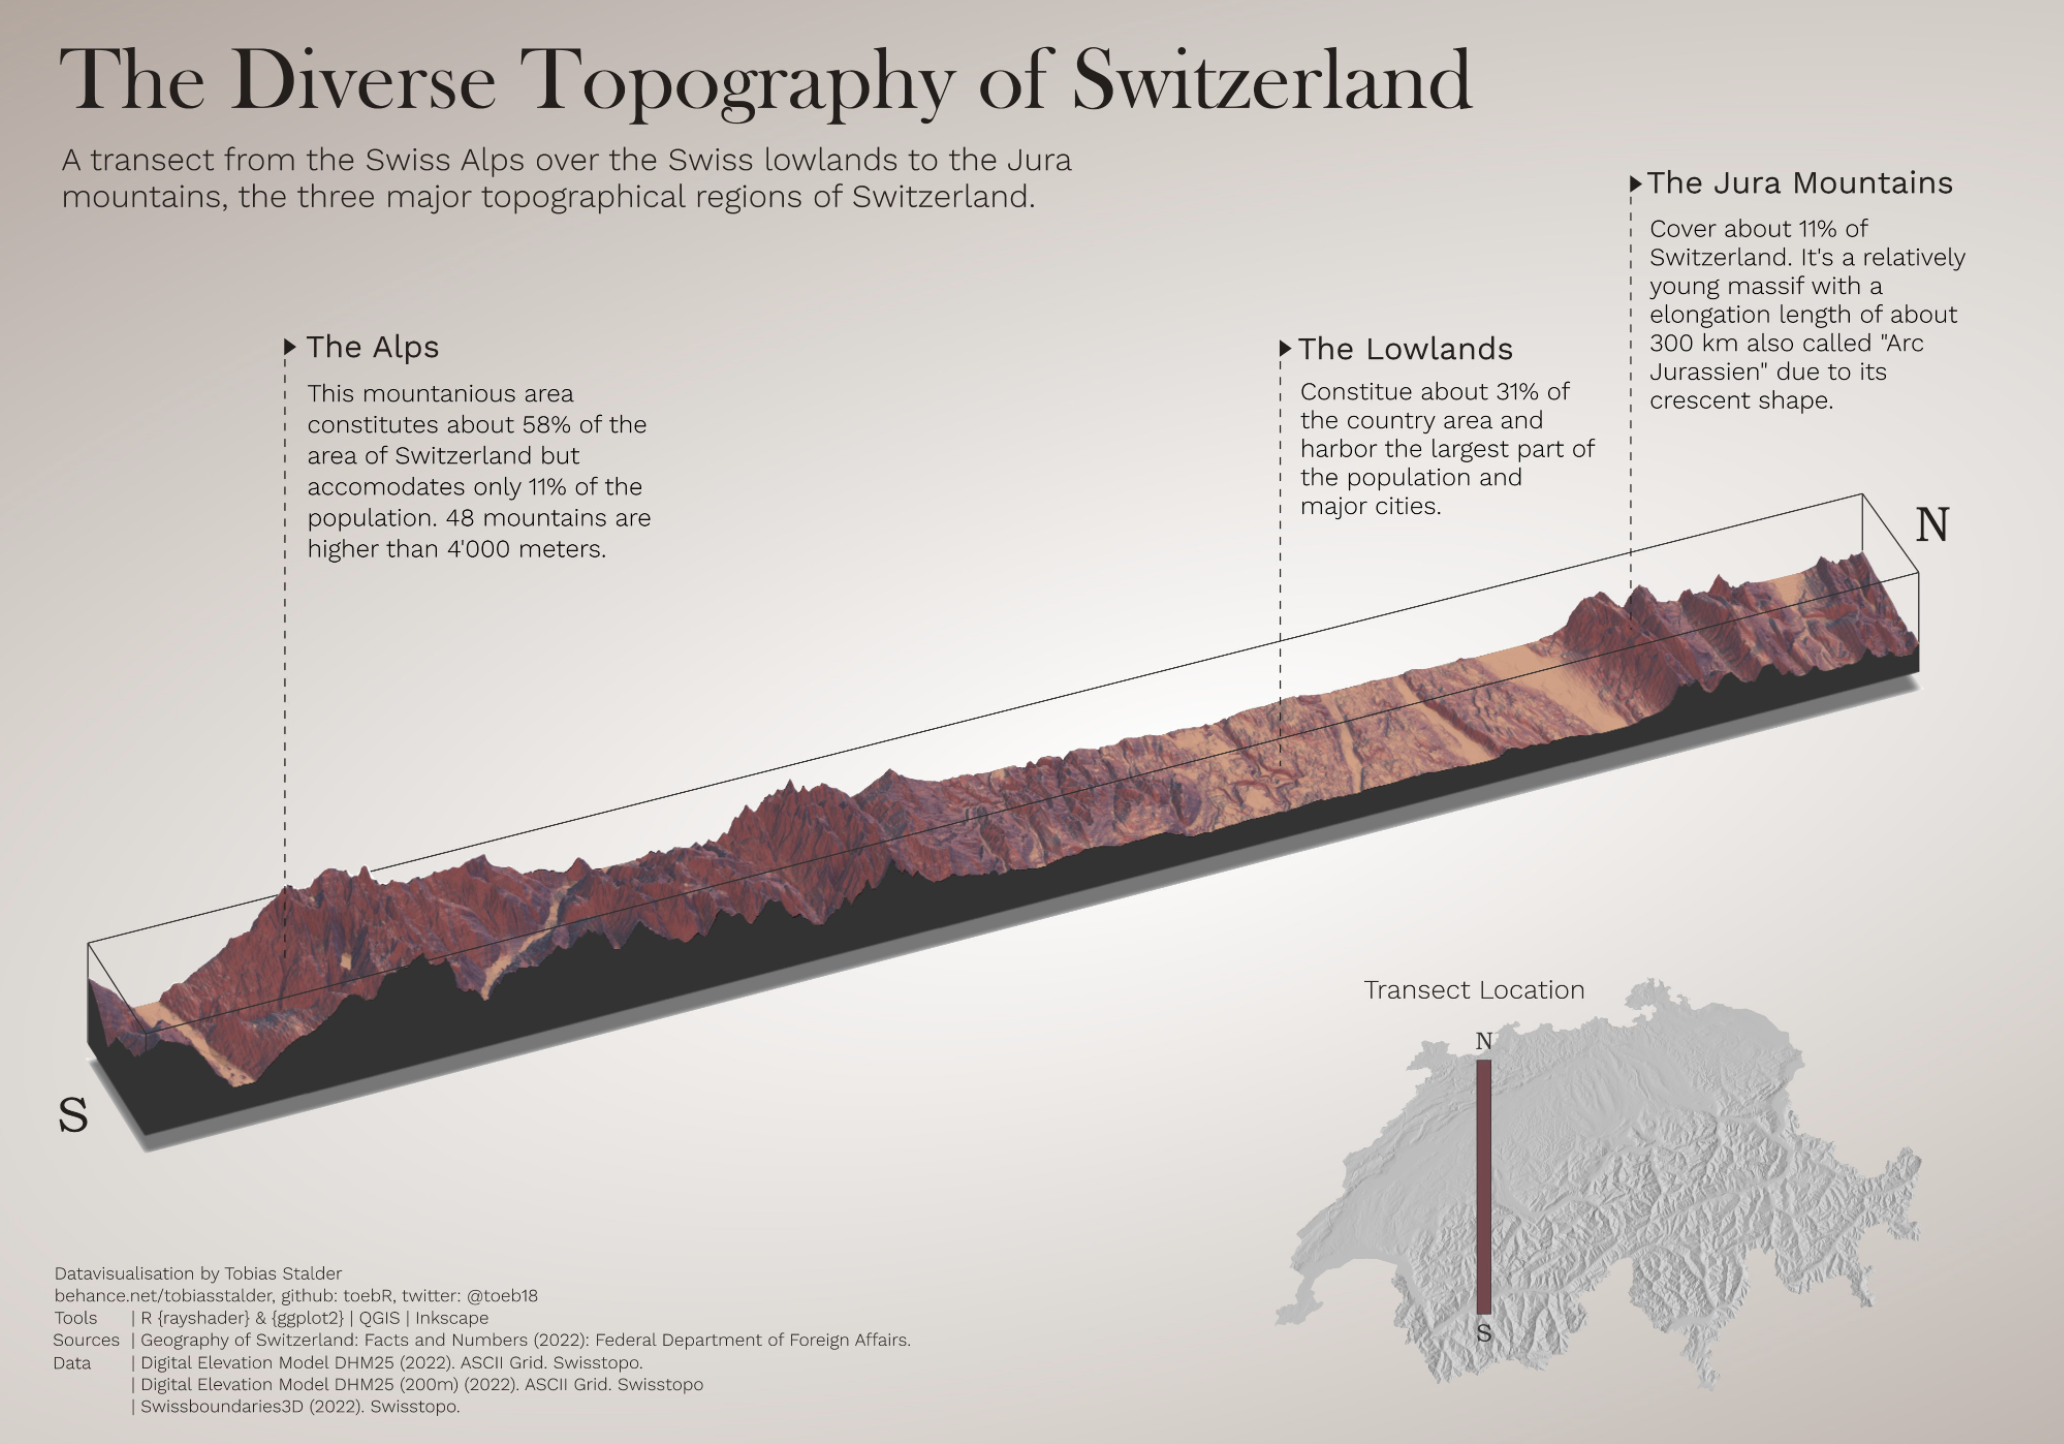 The Diverse Topography of Switzerland
A transect from the Swiss Alps over the Swiss lowlands to the Jura
mountains, the three major topographical regions of Switzerland.
The Jura Mountains
Cover about 11% of
Switzerland. It's a relatively
young massif with a
elongation length of about
300 km also called "Arc
Jurassien" due to its
crescent shape.
The Alps
This mountanious area
constitutes about 58% of the
area of Switzerland but
accomodates only 11% of the
population. 48 mountains are
higher than 4'000 meters.
The Lowlands
Constitue about 31% of
the country area and
harbor the largest part of
the population and
major cities.
N
S
Transect Location
N
S
Datavisualisation by Tobias Stalder
behance.net/tobiasstalder, github: toebR, twitter: @toeb18
Tools | R {rayshader} & {ggplot2} | QGIS | Inkscape
Sources | Geography of Switzerland: Facts and Numbers (2022): Federal Department of Foreign Affairs.
Data | Digital Elevation Model DHM25 (2022). ASCII Grid. Swisstopo.
| Digital Elevation Model DHM25 (200m) (2022). ASCII Grid. Swisstopo
| Swissboundaries3D (2022). Swisstopo.